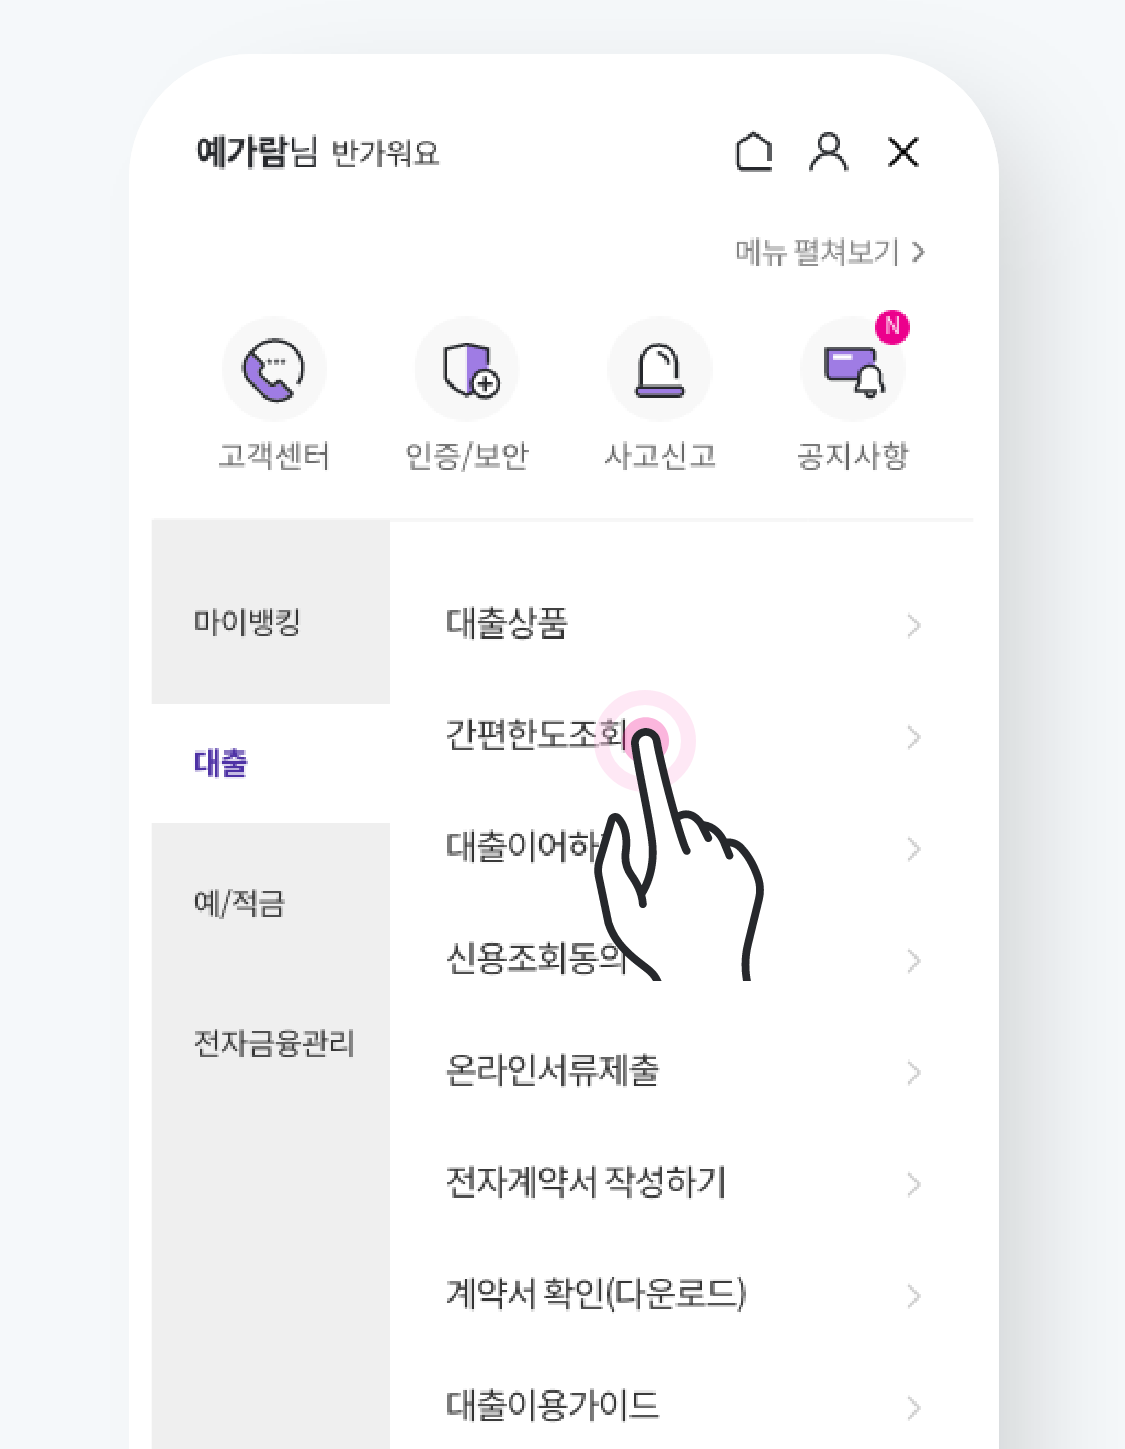 예가람님 반가워요
메뉴 펼쳐보기
N
고객센터 인증/보안 사고신고 공지사항
마이뱅킹
대출
예/적금
전자금융관리
대출상품
간편한도조회
대출이어하
신용조회동의
온라인서류제출
전자계약서 작성하기
계약서 확인(다운로드)
대출이용가이드